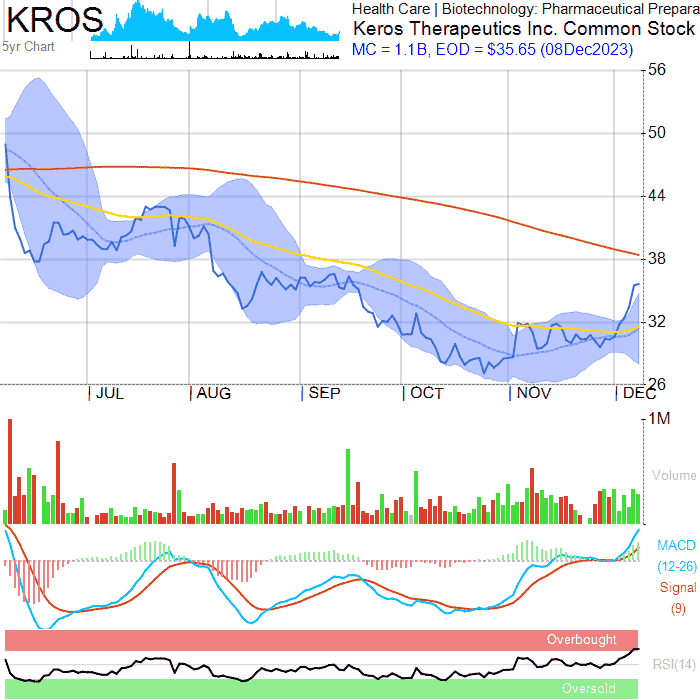 KROS
5yr Chart
Health Care | Biotechnology: Pharmaceutical Prepara
Keros Therapeutics Inc. Common Stock
MC = 1.1B, EOD = $35.65 (08Dec2023)
56
50
44
38
32
26
JUL
AUG
SEP
OCT
NOV
DEC
1M
Volume
MACD
(12-26)
Signal
(9)
Overbought
RSI(14)
Oversold